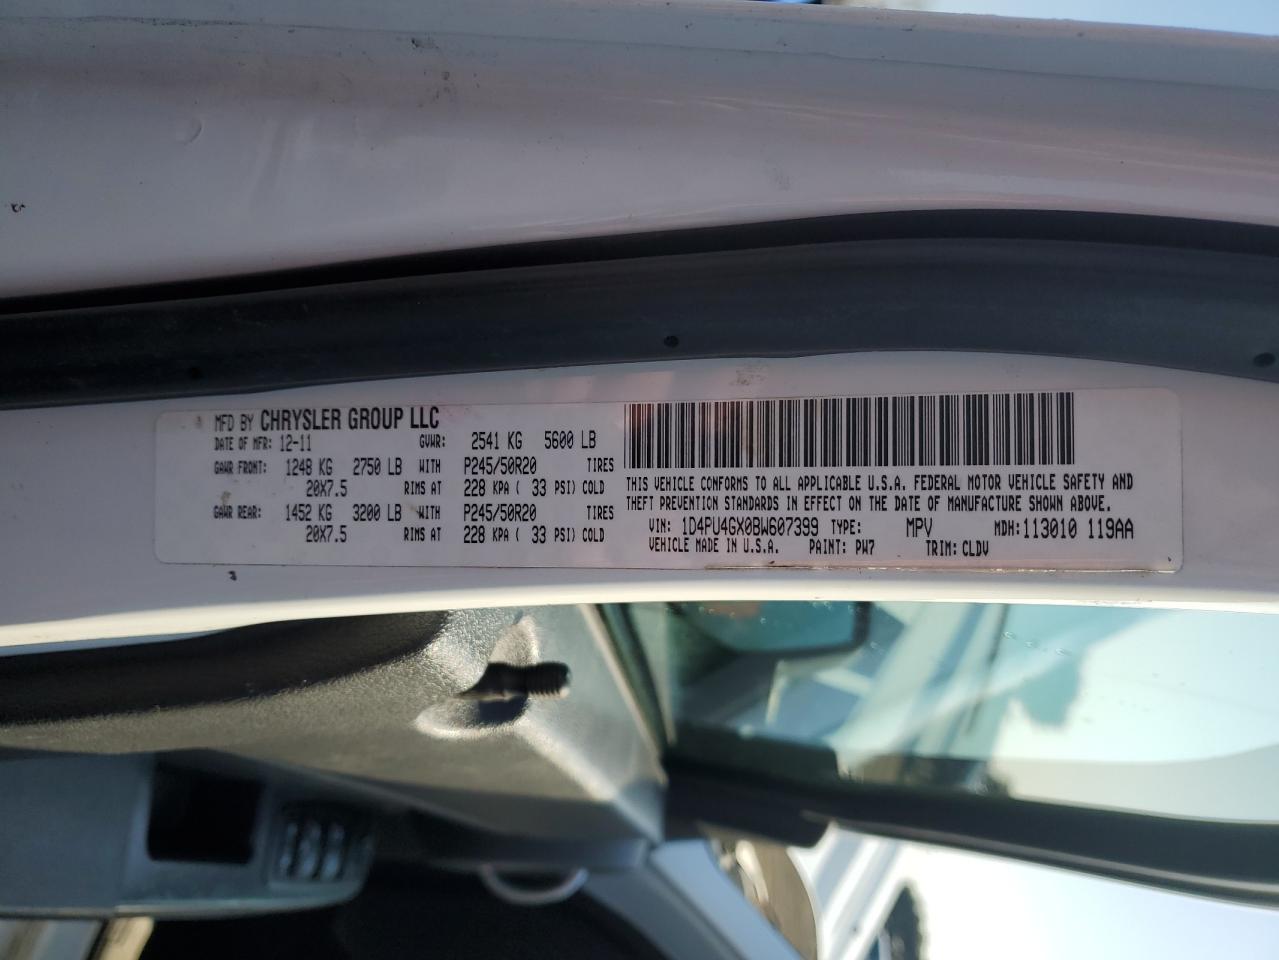 MFD BY CHRYSLER GROUP LLC
DATE OF MFR: 12-11 GVWR: 2541 KG 5600 LB
GAWR FRONT: 1248 KG 2750 LB WITH P245/50R20 TIRES
20X7.5 RIMS AT 228 KPA ( 33 PSI) COLD
GAWR REAR: 1452 KG 3200 LB WITH P245/50R20 TIRES
20X7.5 RIMS AT 228 KPA ( 33 PSI) COLD
THIS VEHICLE CONFORMS TO ALL APPLICABLE U.S.A. FEDERAL MOTOR VEHICLE SAFETY AND
THEFT PREVENTION STANDARDS IN EFFECT ON THE DATE OF MANUFACTURE SHOWN ABOVE.
VIN: 1D4PU4GX0BW607399 TYPE: MPV MDH: 113010 119AA
VEHICLE MADE IN U.S.A. PAINT: PW7 TRIM: CLDV